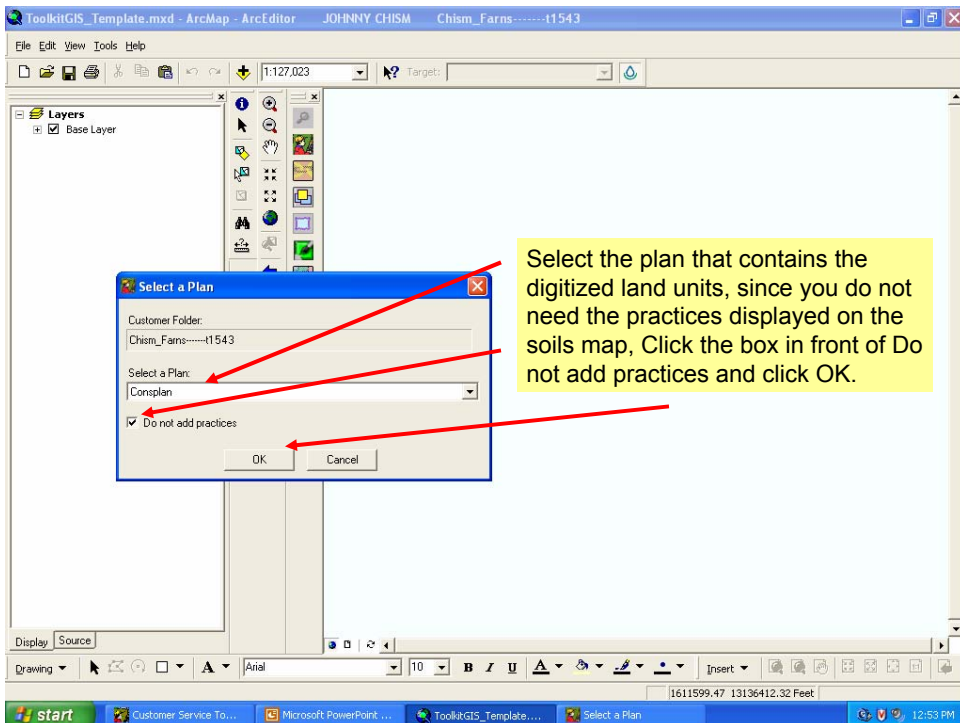 ToolkitGIS_Template.mxd - ArcMap - ArcEditor JOHNNY CHISM Chism_Farns-------t1543
File Edit View Tools Help
1:127,023 Target:
Layers
Base Layer
Select a Plan
Customer Folder:
Chism_Farns-------t1543
Select a Plan:
Consplan
Do not add practices
OK Cancel
Select the plan that contains the
digitized land units, since you do not
need the practices displayed on the
soils map, Click the box in front of Do
not add practices and click OK.
Display Source
Drawing A Arial 10 B I U A Insert
1611599.47 13136412.32 Feet
start Customer Service To... Microsoft PowerPoint ... ToolkitGIS_Template.... Select a Plan 12:53 PM